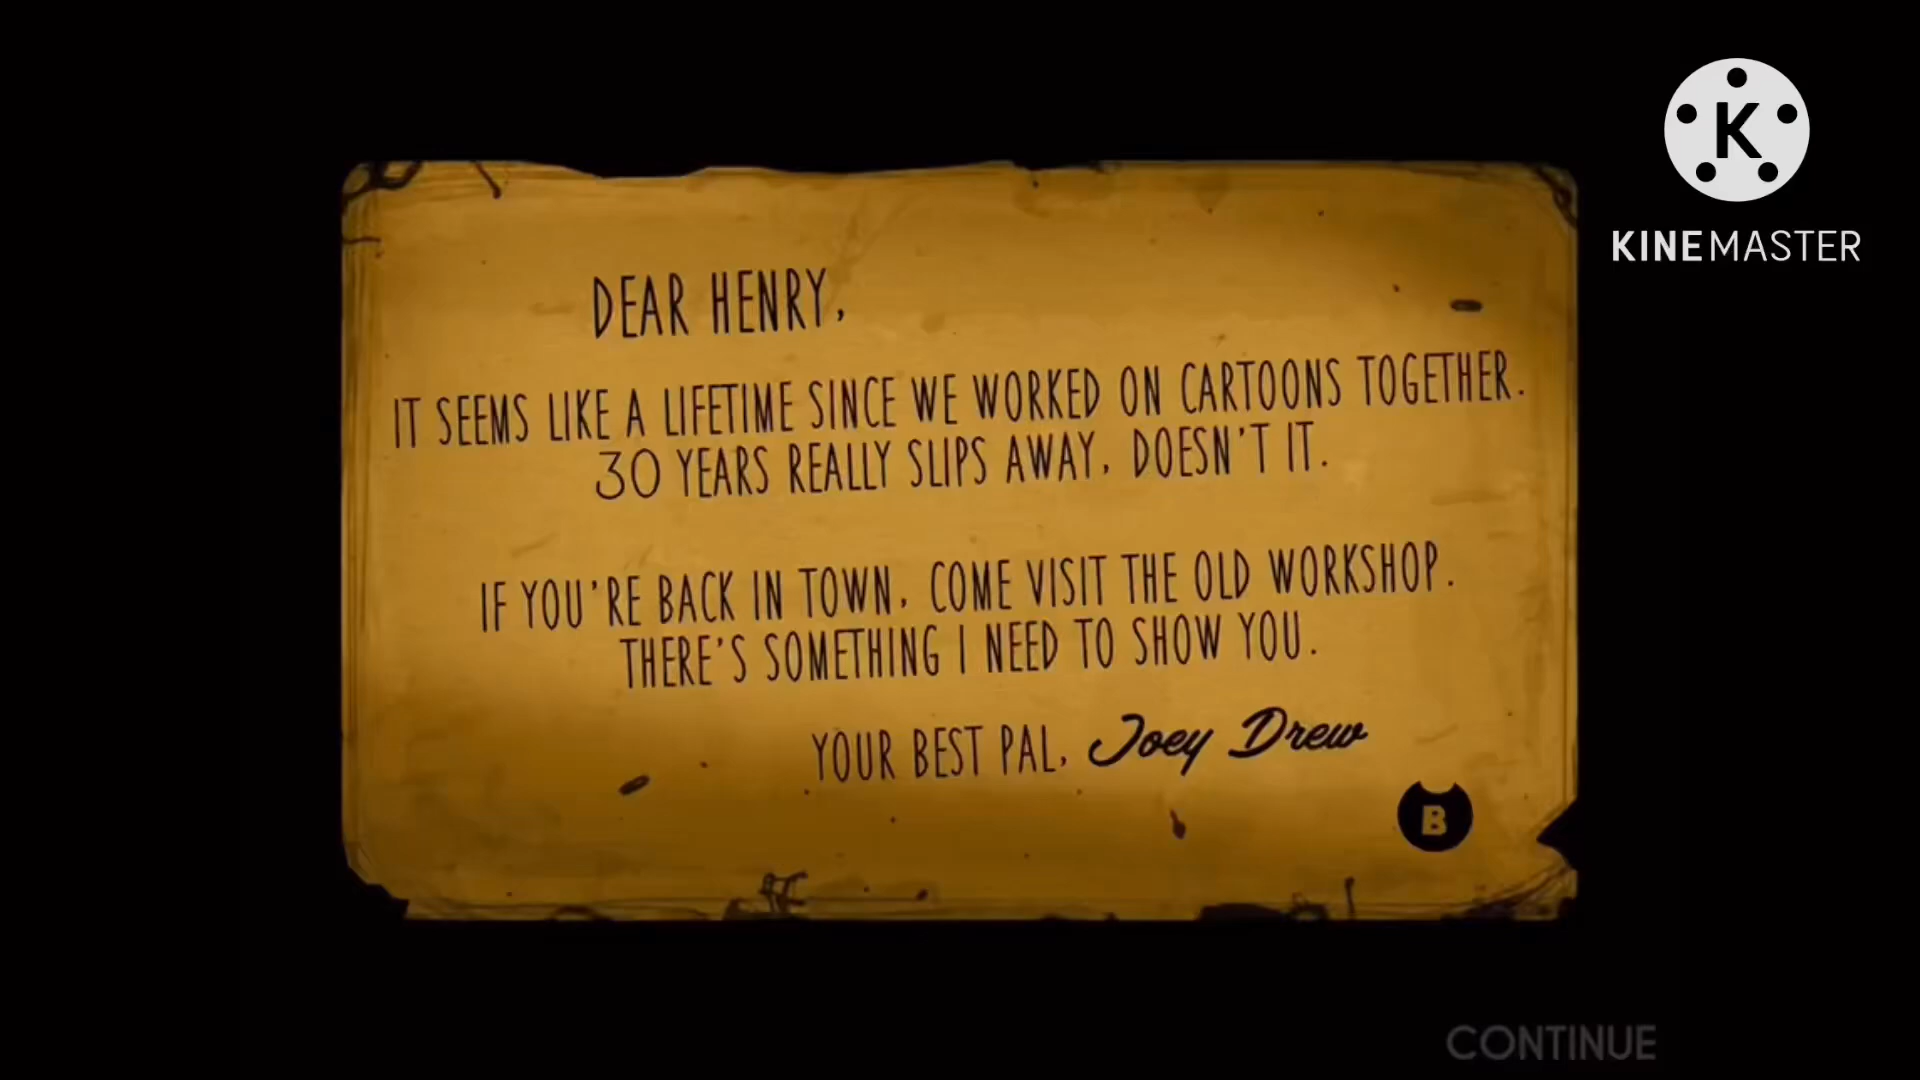 K
KINEMASTER
DEAR HENRY,
IT SEEMS LIKE A LIFETIME SINCE WE WORKED ON CARTOONS TOGETHER.
30 YEARS REALLY SLIPS AWAY, DOESN'T IT.
IF YOU'RE BACK IN TOWN, COME VISIT THE OLD WORKSHOP.
THERE'S SOMETHING I NEED TO SHOW YOU.
YOUR BEST PAL, Joey Drew
B
CONTINUE